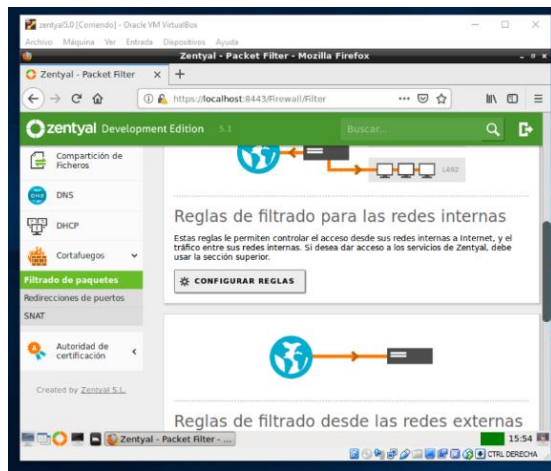 zentyal5.0 [Corriendo] - Oracle VM VirtualBox
Archivo Máquina Ver Entrada Dispositivos Ayuda
Zentyal - Packet Filter - Mozilla Firefox
Zentyal - Packet Filter
https://localhost:8443/Firewall/Filter
zentyal Development Edition 5.1
Buscar...
Compartición de
Ficheros
DNS
DHCP
Cortafuegos
Filtrado de paquetes
Redirecciones de puertos
SNAT
Autoridad de
certificación
Created by Zentyal S.L.
LAN2
Reglas de filtrado para las redes internas
Estas reglas le permiten controlar el acceso desde sus redes internas a Internet, y el
tráfico entre sus redes internas. Si desea dar acceso a los servicios de Zentyal, debe
usar la sección superior.
CONFIGURAR REGLAS
Reglas de filtrado desde las redes externas
Zentyal - Packet Filter - ...
15:54
CTRL DERECHA